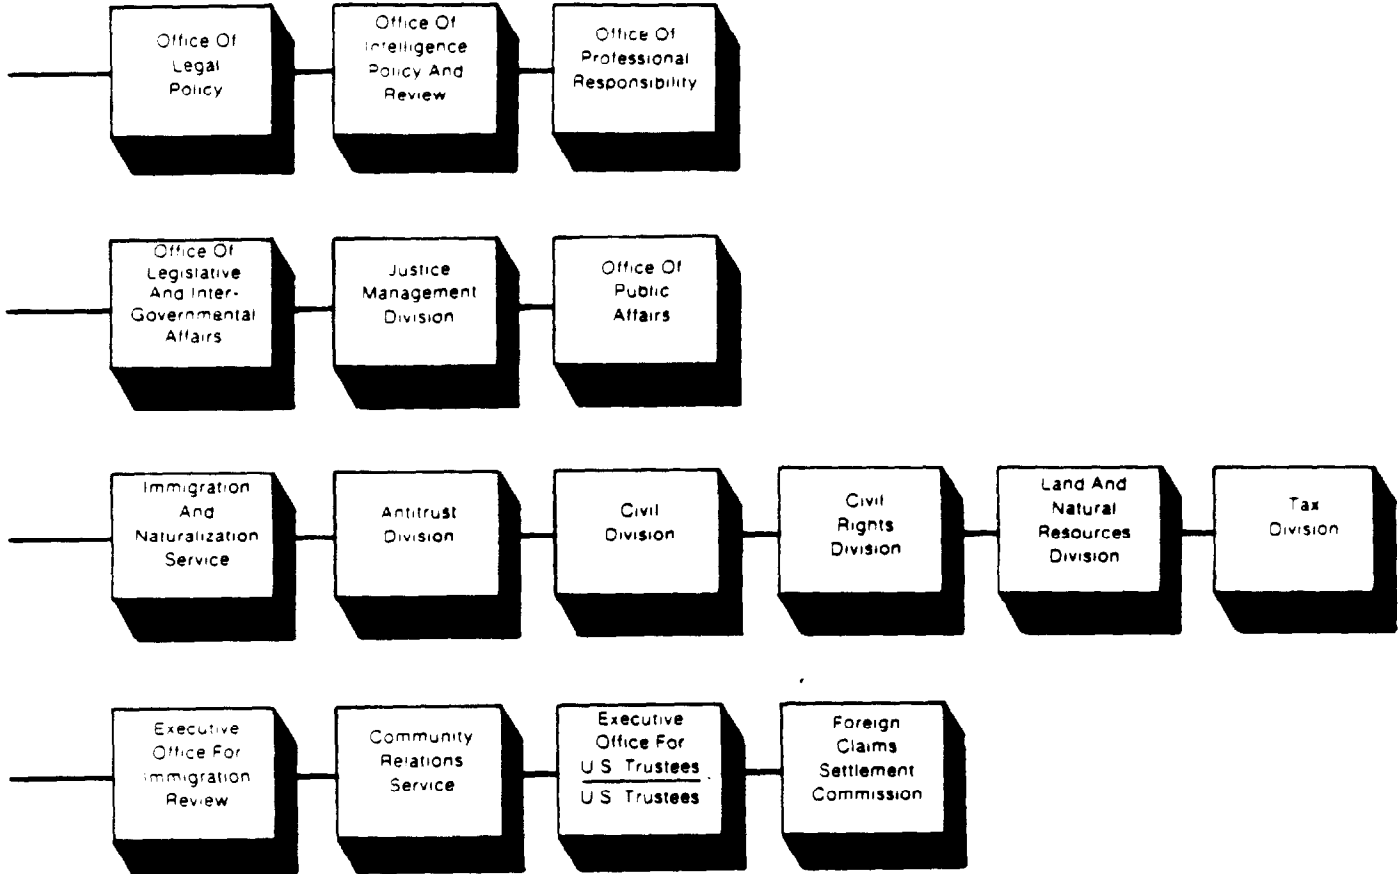 Office Of
Legal
Policy
Office Of
Intelligence
Policy And
Review
Office Of
Professional
Responsibility
Office Of
Legislative
And Inter-
Governmental
Affairs
Justice
Management
Division
Office Of
Public
Affairs
Immigration
And
Naturalization
Service
Antitrust
Division
Civil
Division
Civil
Rights
Division
Land And
Natural
Resources
Division
Tax
Division
Executive
Office For
Immigration
Review
Community
Relations
Service
Executive
Office For
U S Trustees
U S Trustees
Foreign
Claims
Settlement
Commission